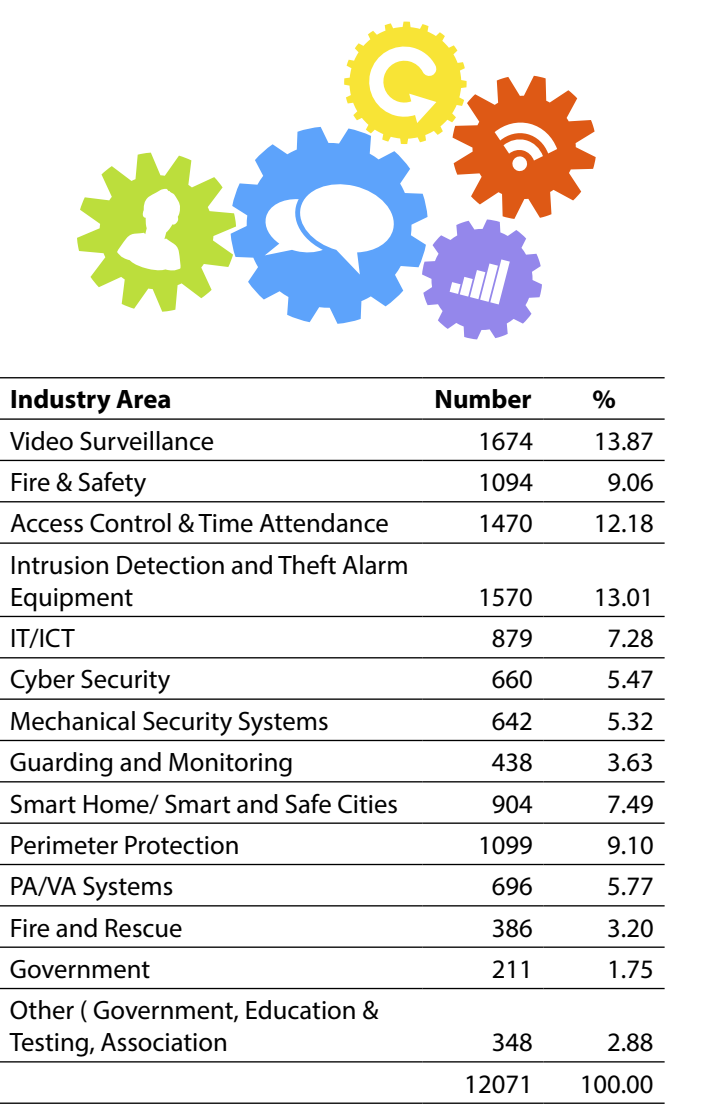 Industry Area Number %
Video Surveillance 1674 13.87
Fire & Safety 1094 9.06
Access Control & Time Attendance 1470 12.18
Intrusion Detection and Theft Alarm
Equipment 1570 13.01
IT/ICT 879 7.28
Cyber Security 660 5.47
Mechanical Security Systems 642 5.32
Guarding and Monitoring 438 3.63
Smart Home/ Smart and Safe Cities 904 7.49
Perimeter Protection 1099 9.10
PA/VA Systems 696 5.77
Fire and Rescue 386 3.20
Government 211 1.75
Other ( Government, Education &
Testing, Association 348 2.88
12071 100.00